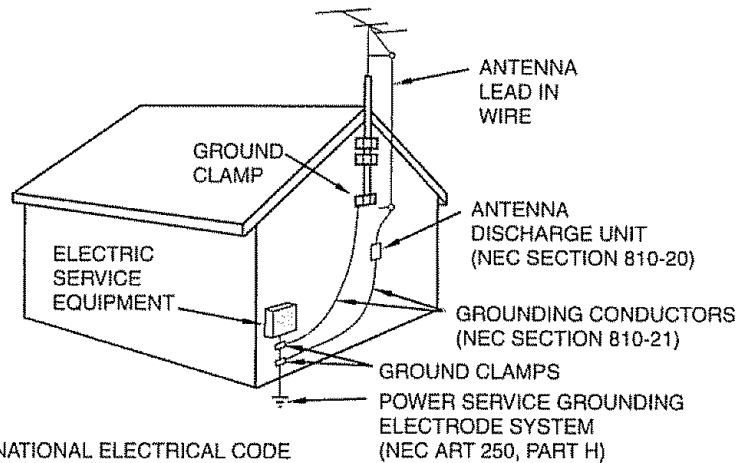 ANTENNA
LEAD IN
WIRE
GROUND
CLAMP
ANTENNA
DISCHARGE UNIT
(NEC SECTION 810-20)
ELECTRIC
SERVICE
EQUIPMENT
GROUNDING CONDUCTORS
(NEC SECTION 810-21)
GROUND CLAMPS
POWER SERVICE GROUNDING
ELECTRODE SYSTEM
(NEC ART 250, PART H)
NATIONAL ELECTRICAL CODE